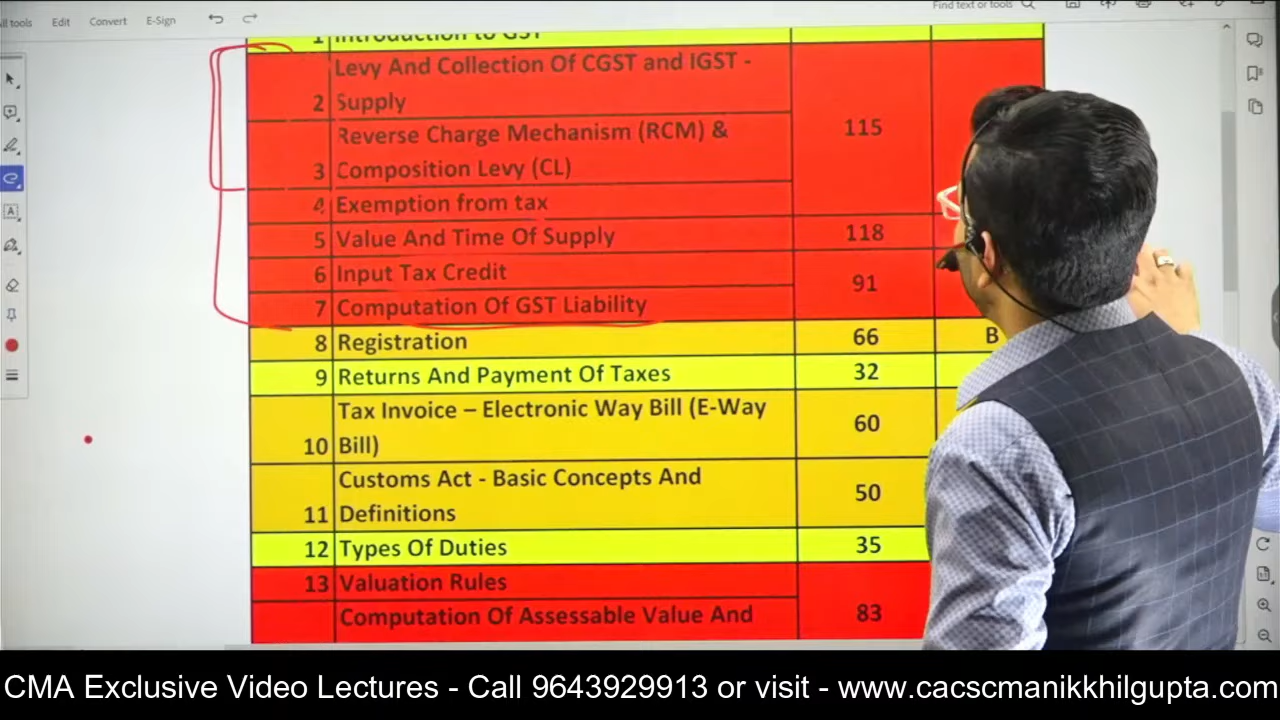 ll tools Edit Convert E-Sign Find text or tools
1 Introduction to GST
Levy And Collection Of CGST and IGST -
2 Supply
Reverse Charge Mechanism (RCM) &
3 Composition Levy (CL)
115
4 Exemption from tax
5 Value And Time Of Supply 118
6 Input Tax Credit
7 Computation Of GST Liability
91
8 Registration 66 B
9 Returns And Payment Of Taxes 32
Tax Invoice – Electronic Way Bill (E-Way
10 Bill)
60
Customs Act - Basic Concepts And
11 Definitions
50
12 Types Of Duties 35
13 Valuation Rules
Computation Of Assessable Value And
83
CMA Exclusive Video Lectures - Call 9643929913 or visit - www.cacscmanikkhilgupta.com